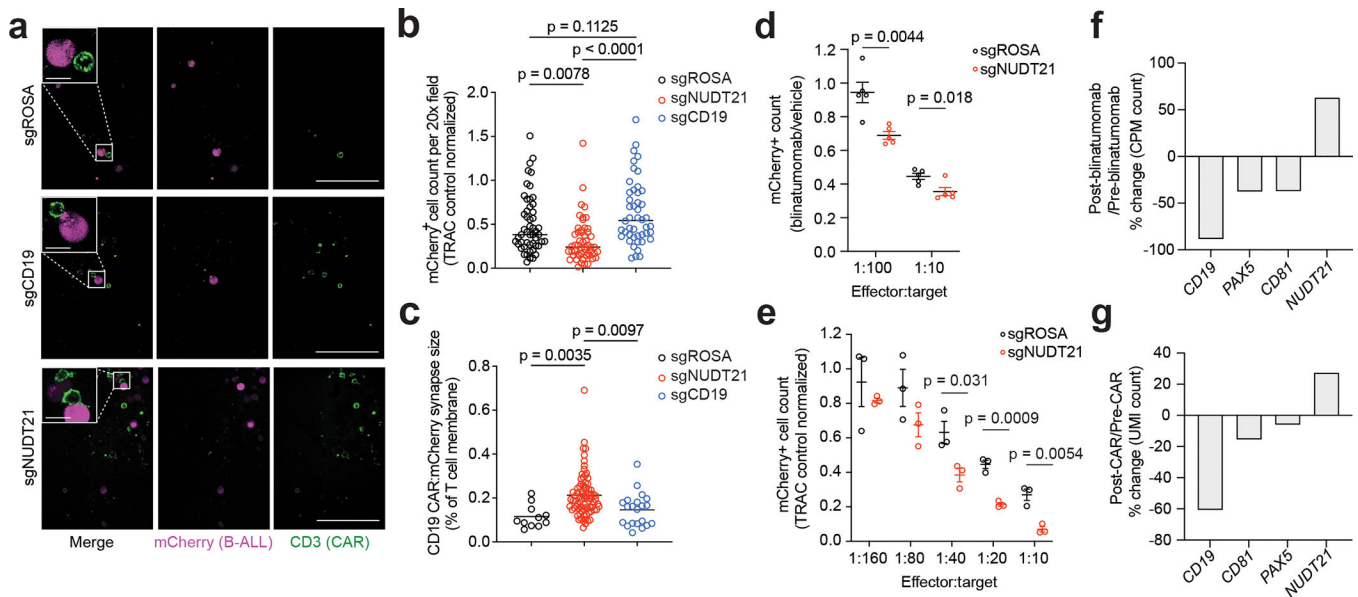 a
sgROSA
sgCD19
sgNUDT21
Merge
mCherry (B-ALL)
CD3 (CAR)
b
p = 0.1125
p < 0.0001
p = 0.0078
sgROSA
sgNUDT21
sgCD19
mCherry+ cell count per 20x field
(TRAC control normalized)
2.0
1.5
1.0
0.5
0.0
c
p = 0.0097
p = 0.0035
sgROSA
sgNUDT21
sgCD19
CD19 CAR:mCherry synapse size
(% of T cell membrane)
0.8
0.6
0.4
0.2
0.0
d
p = 0.0044
p = 0.018
sgROSA
sgNUDT21
mCherry+ count
(blinatumomab/vehicle)
1.2
1.0
0.8
0.6
0.4
0.2
0.0
1:100
1:10
Effector:target
e
sgROSA
sgNUDT21
p = 0.031
p = 0.0009
p = 0.0054
mCherry+ cell count
(TRAC control normalized)
1.2
1.0
0.8
0.6
0.4
0.2
0.0
1:160
1:80
1:40
1:20
1:10
Effector:target
f
Post-blinatumomab
/Pre-blinatumomab
% change (CPM count)
100
50
0
-50
-100
CD19
PAX5
CD81
NUDT21
g
Post-CAR/Pre-CAR
% change (UMI count)
40
20
0
-20
-40
-60
-80
CD19
CD81
PAX5
NUDT21